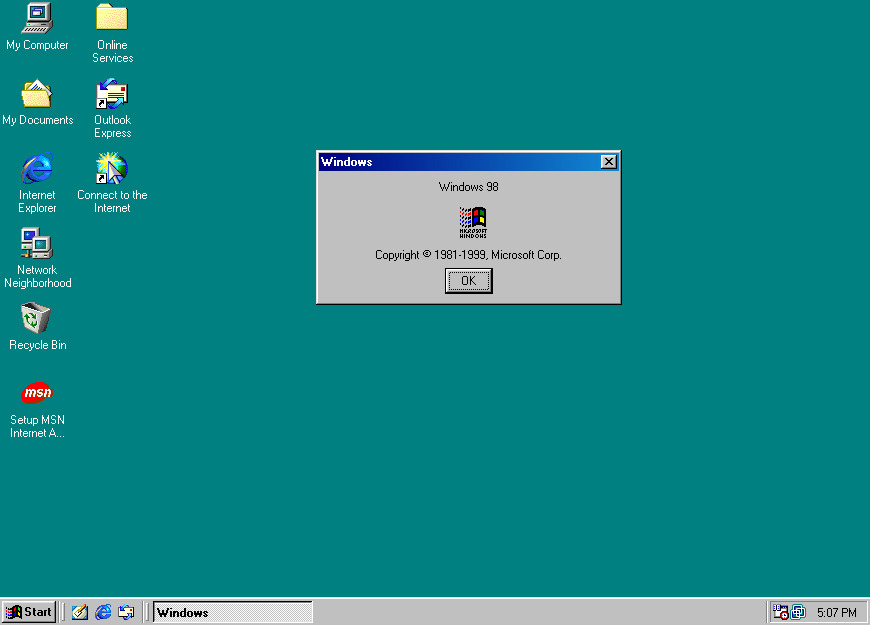 My Computer
Online
Services
My Documents
Outlook
Express
Internet
Explorer
Connect to the
Internet
Network
Neighborhood
Recycle Bin
msn
Setup MSN
Internet A...
Windows
Windows 98
MICROSOFT
WINDOWS
Copyright © 1981-1999, Microsoft Corp.
OK
Start
Windows
5:07 PM